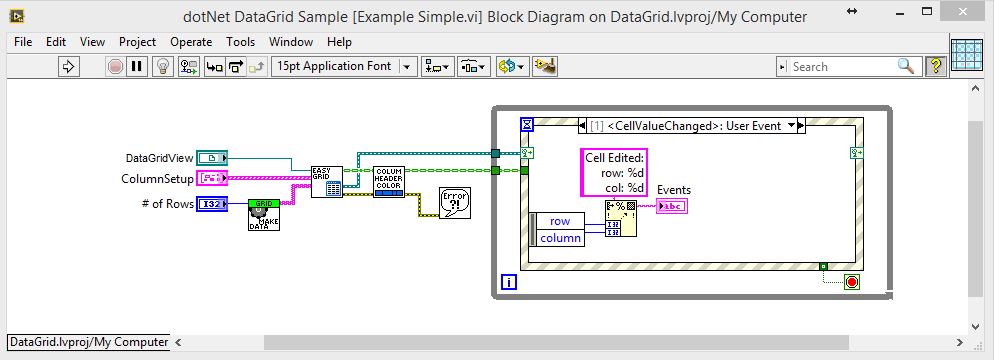 dotNet DataGrid Sample [Example Simple.vi] Block Diagram on DataGrid.lvproj/My Computer
File Edit View Project Operate Tools Window Help
15pt Application Font
Search
?
[1] <CellValueChanged>: User Event
DataGridView
ColumnSetup
# of Rows
I32
EASY
GRID
COLUM
HEADER
COLOR
GRID
MAKE
DATA
Error
?!
Cell Edited:
row: %d
col: %d
Events
abc
%
I32
I32
row
column
i
DataGrid.lvproj/My Computer